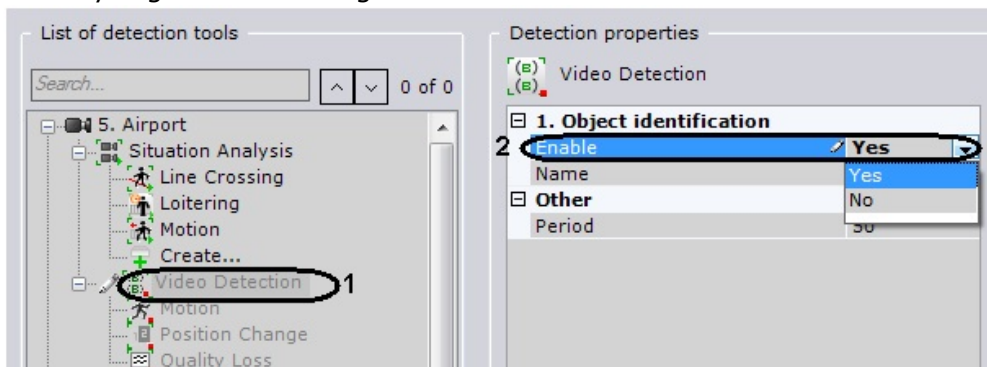 List of detection tools
Search...
0 of 0
5. Airport
Situation Analysis
Line Crossing
Loitering
Motion
Create...
Video Detection 1
Motion
Position Change
Quality Loss
Detection properties
Video Detection
1. Object identification
2 Enable Yes
Name Yes
Other No
Period 50